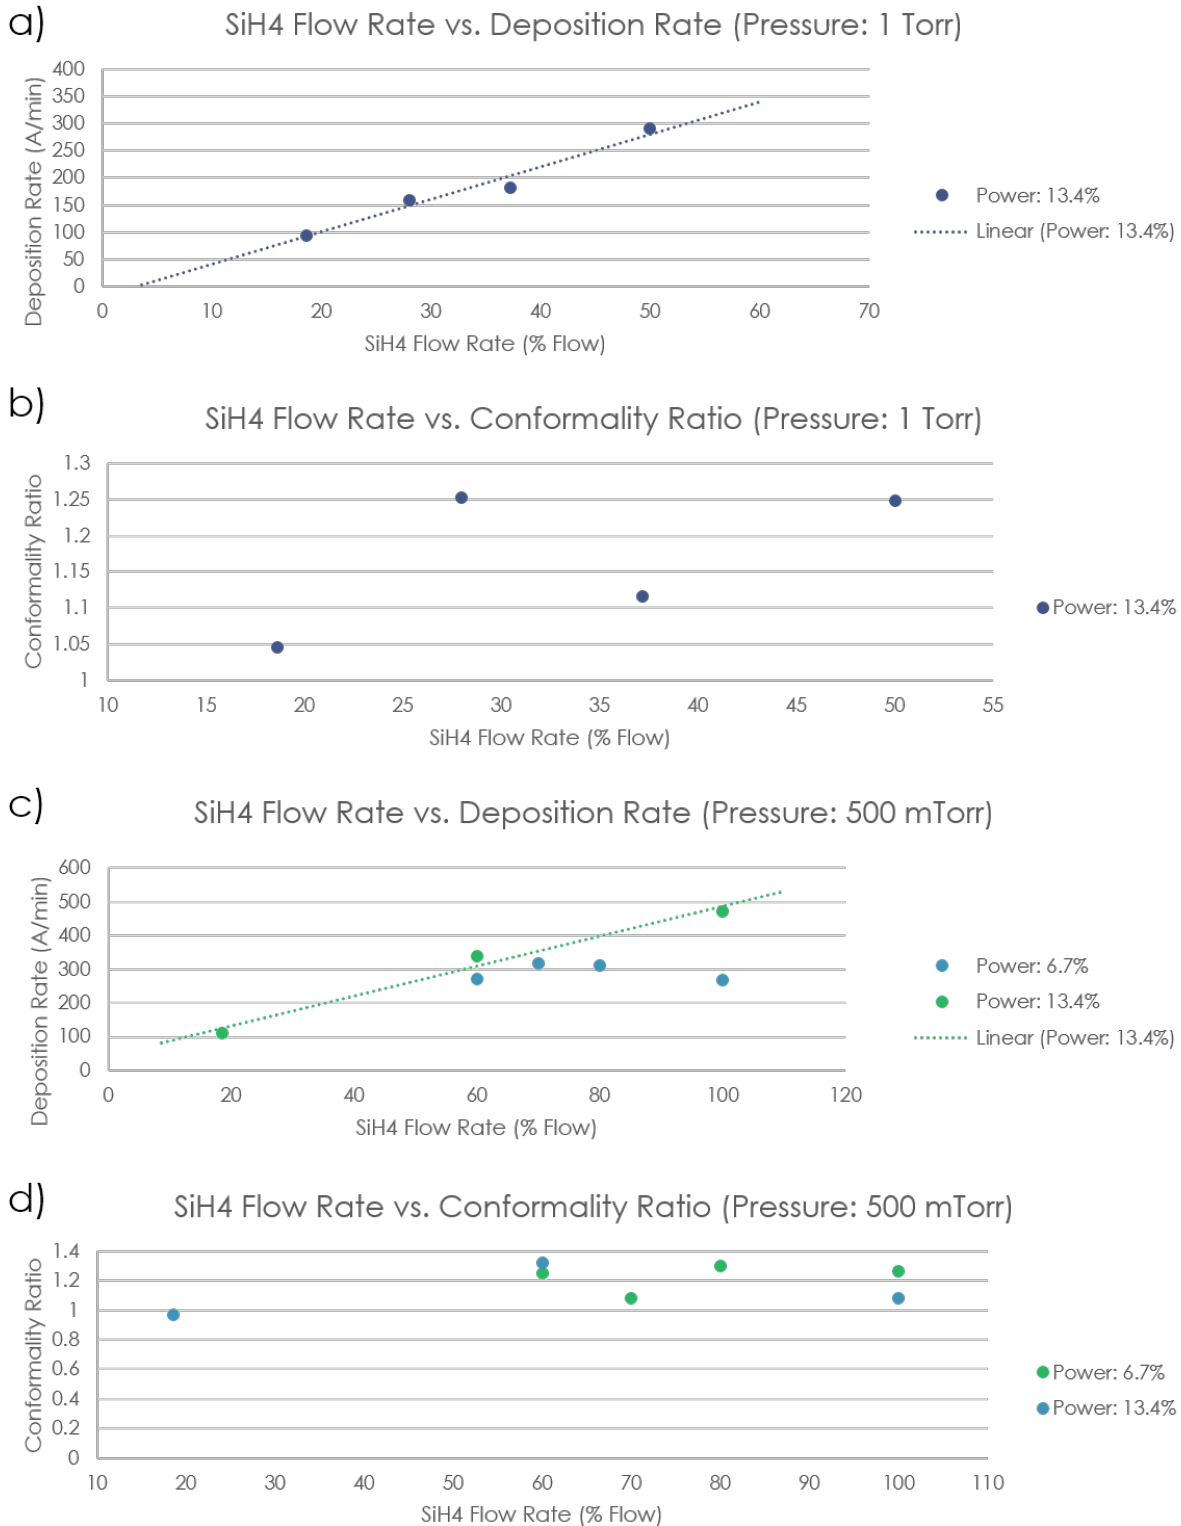 a)
SiH4 Flow Rate vs. Deposition Rate (Pressure: 1 Torr)
Deposition Rate (A/min)
400
350
300
250
200
150
100
50
0
0 10 20 30 40 50 60 70
SiH4 Flow Rate (% Flow)
Power: 13.4%
Linear (Power: 13.4%)
b)
SiH4 Flow Rate vs. Conformality Ratio (Pressure: 1 Torr)
Conformality Ratio
1.3
1.25
1.2
1.15
1.1
1.05
1
10 15 20 25 30 35 40 45 50 55
SiH4 Flow Rate (% Flow)
Power: 13.4%
c)
SiH4 Flow Rate vs. Deposition Rate (Pressure: 500 mTorr)
Deposition Rate (A/min)
600
500
400
300
200
100
0
0 20 40 60 80 100 120
SiH4 Flow Rate (% Flow)
Power: 6.7%
Power: 13.4%
Linear (Power: 13.4%)
d)
SiH4 Flow Rate vs. Conformality Ratio (Pressure: 500 mTorr)
Conformality Ratio
1.4
1.2
1
0.8
0.6
0.4
0.2
0
10 20 30 40 50 60 70 80 90 100 110
SiH4 Flow Rate (% Flow)
Power: 6.7%
Power: 13.4%